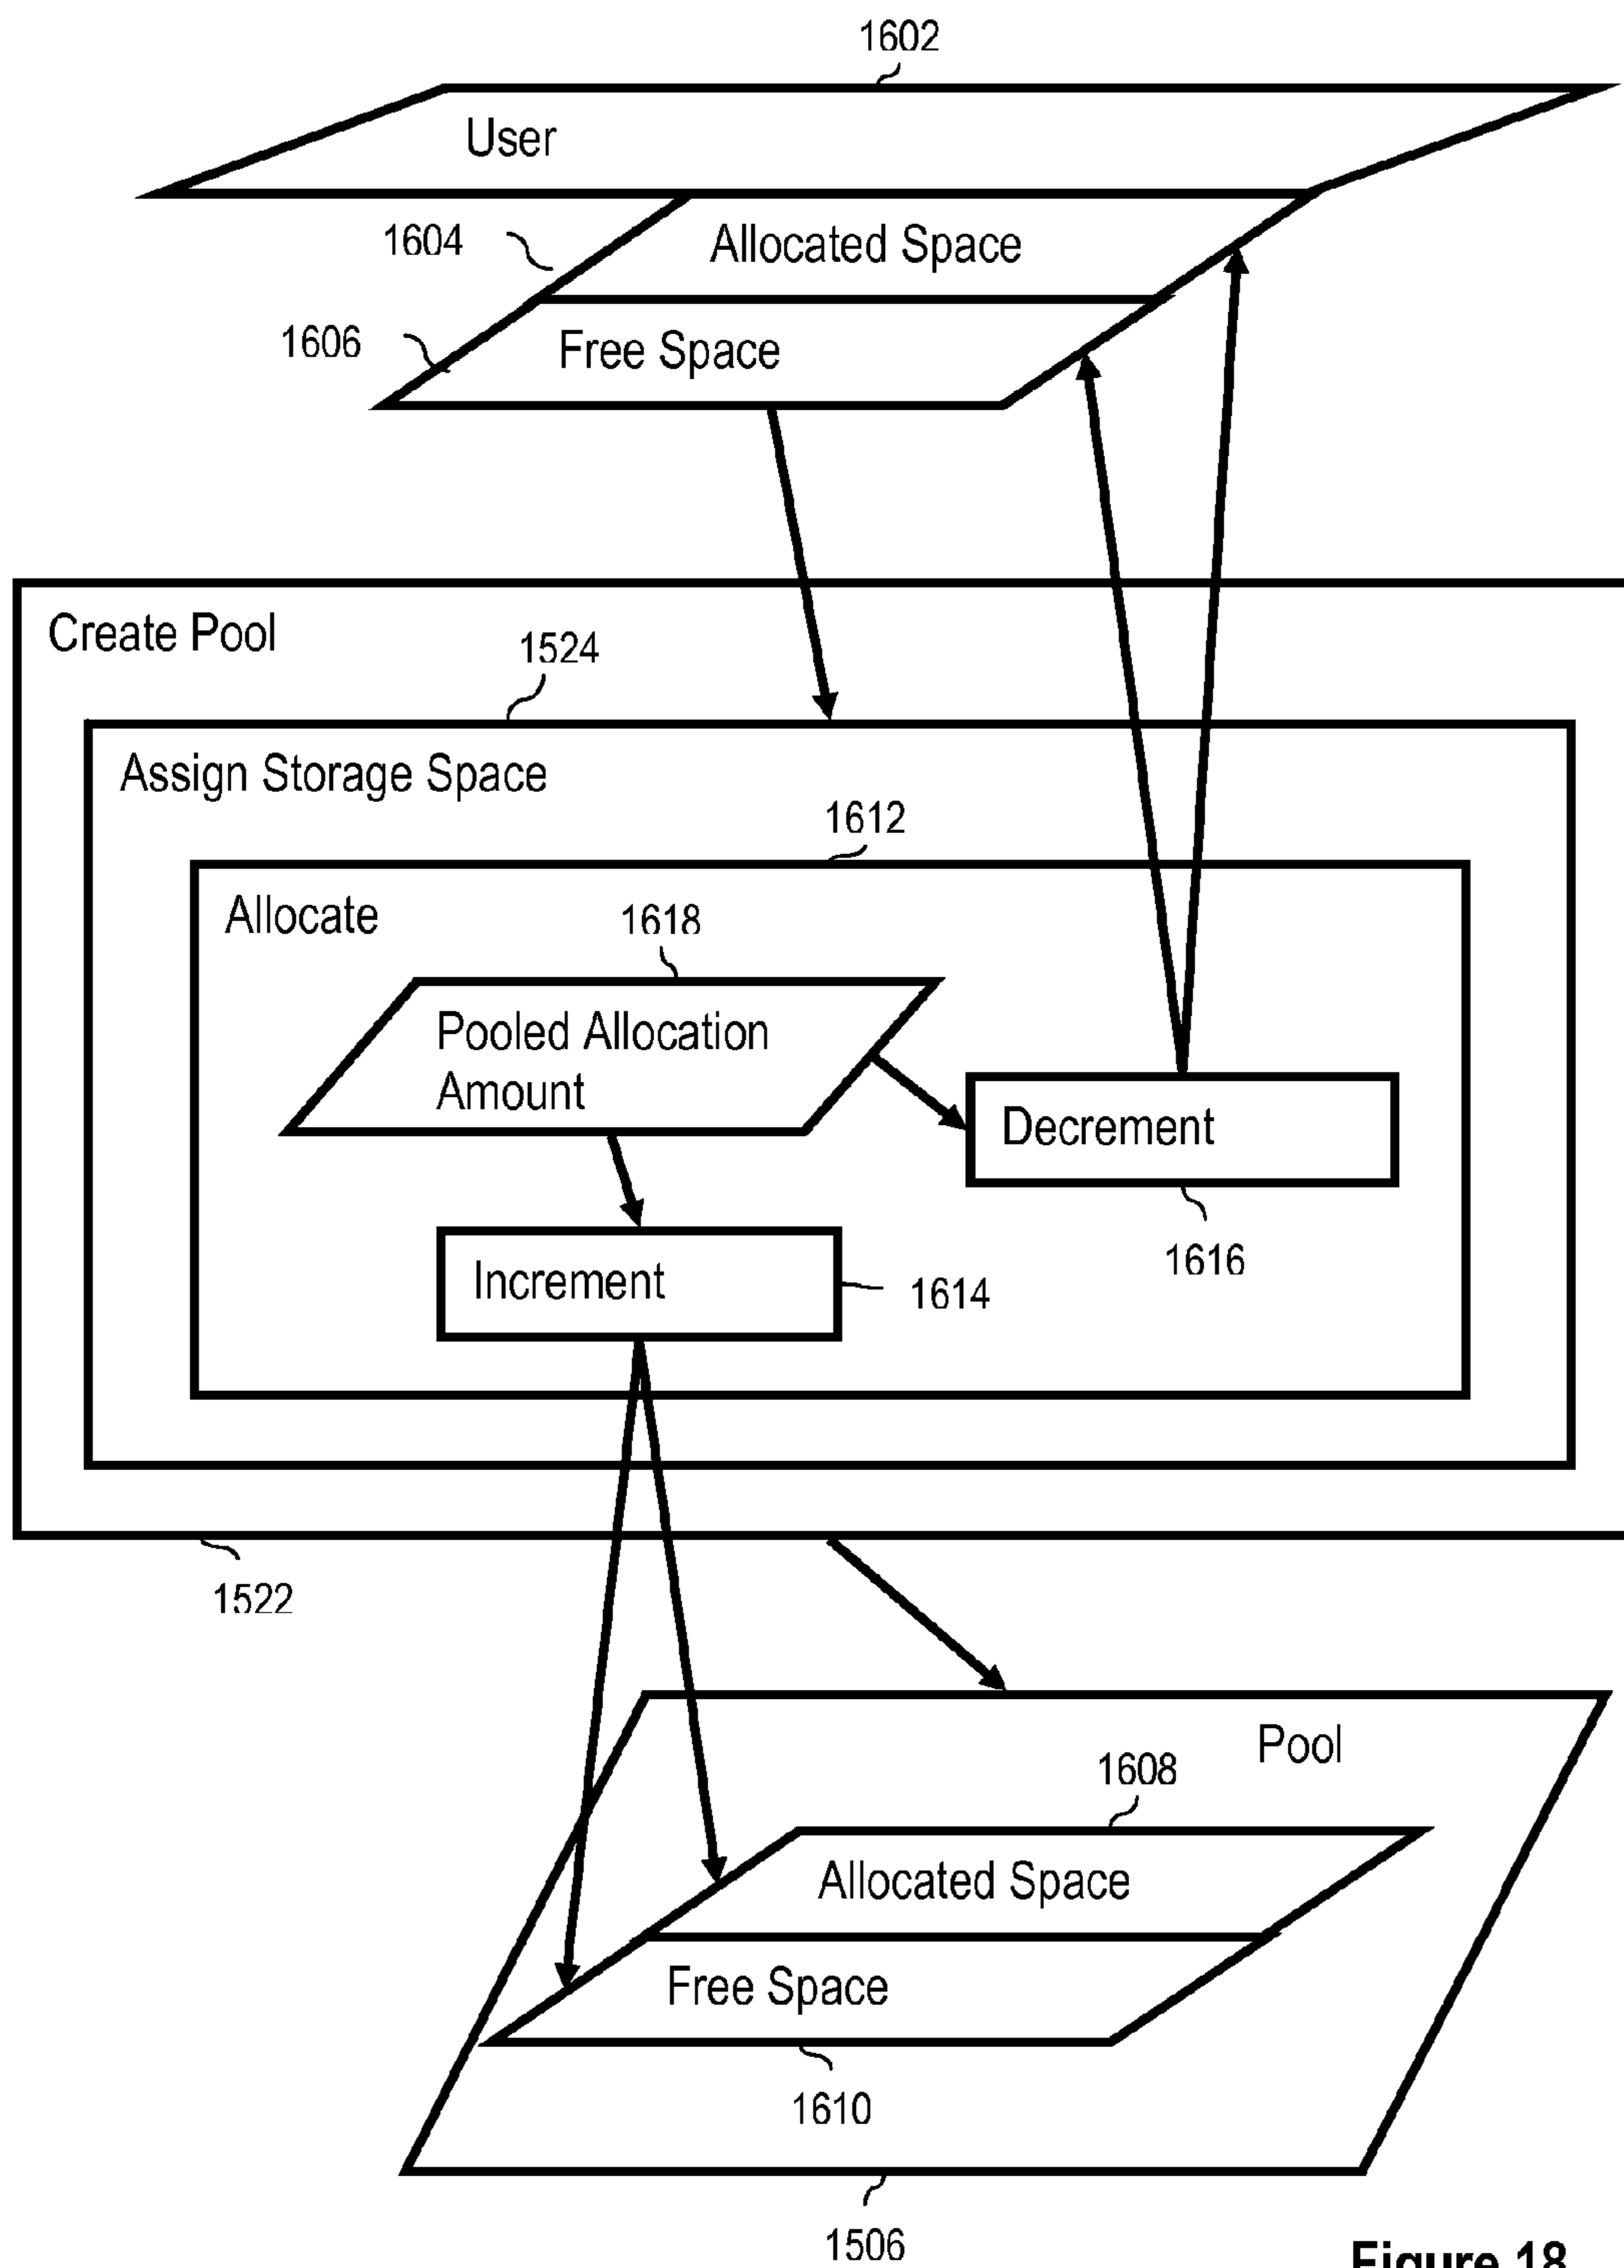 1602
User
1604
Allocated Space
1606
Free Space
Create Pool
1524
Assign Storage Space
1612
Allocate
1618
Pooled Allocation
Amount
Decrement
1616
Increment
1614
1522
Pool
1608
Allocated Space
Free Space
1610
1506
Figure 18